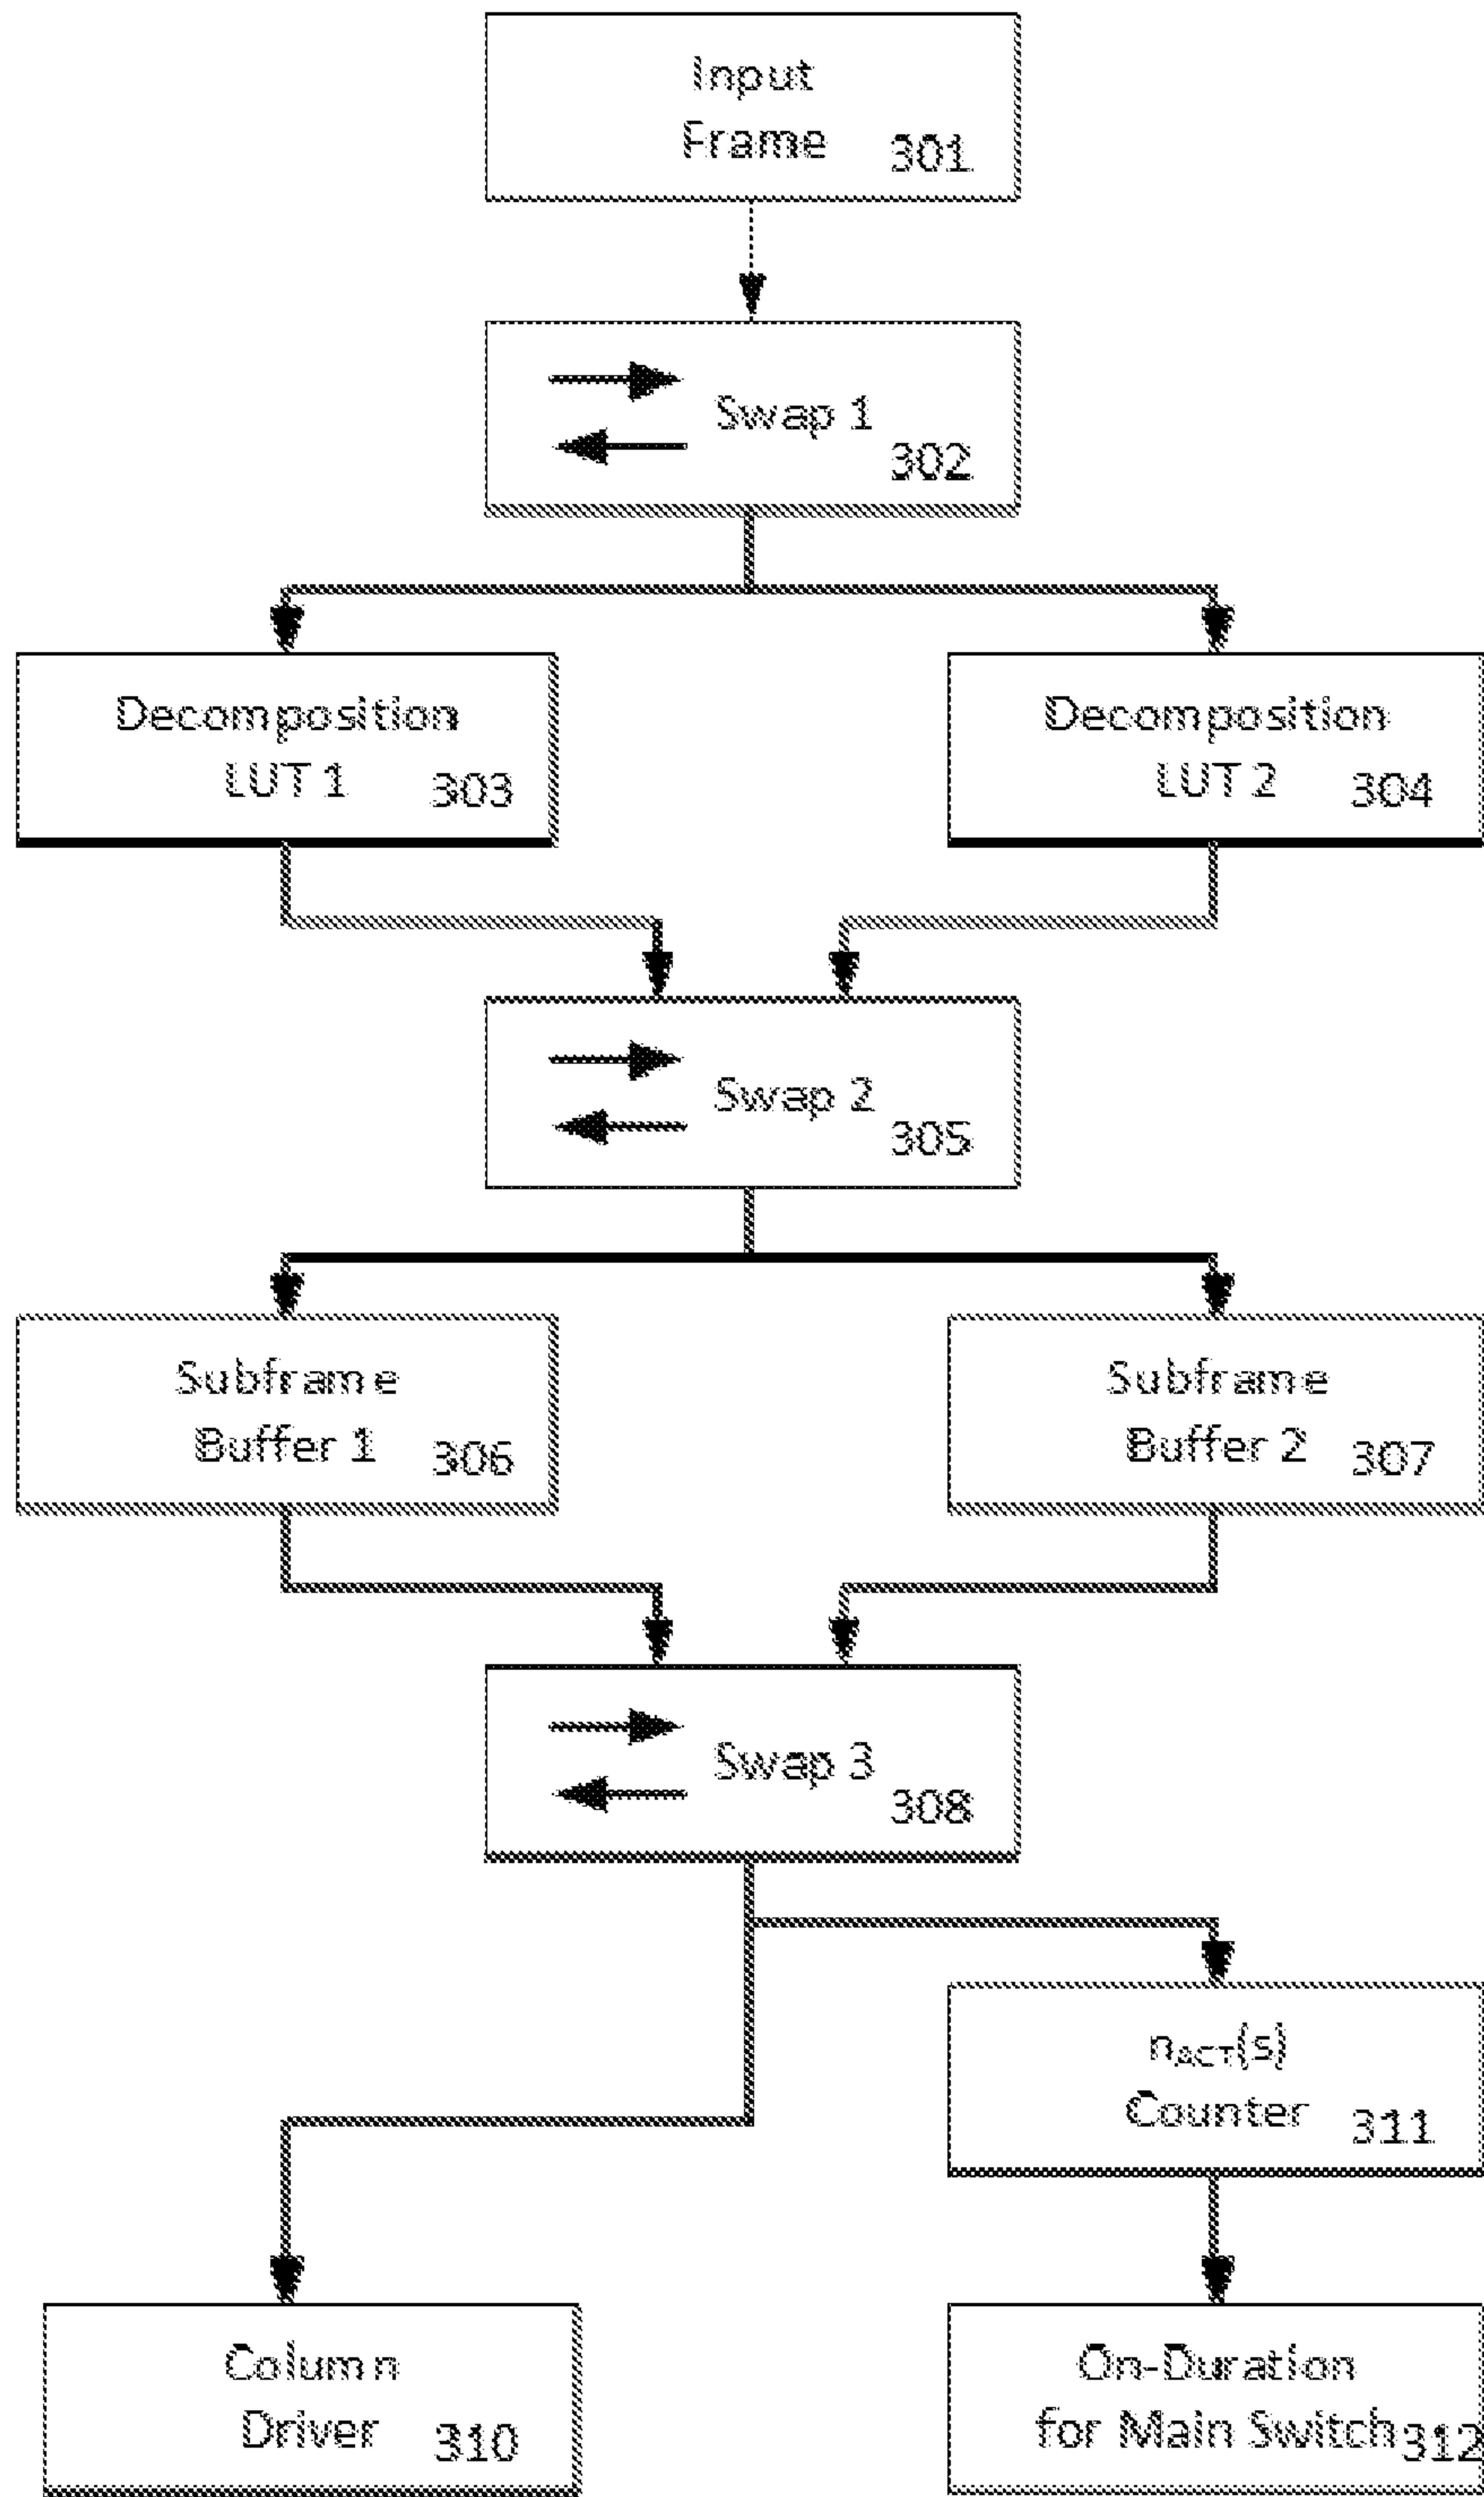 Input
Frame 301
Swap 1
302
Decomposition
LUT 1 303
Decomposition
LUT 2 304
Swap 2
305
Subframe
Buffer 1 306
Subframe
Buffer 2 307
Swap 3
308
nACT(s)
Counter 311
Column
Driver 310
On-Duration
for Main Switch 312